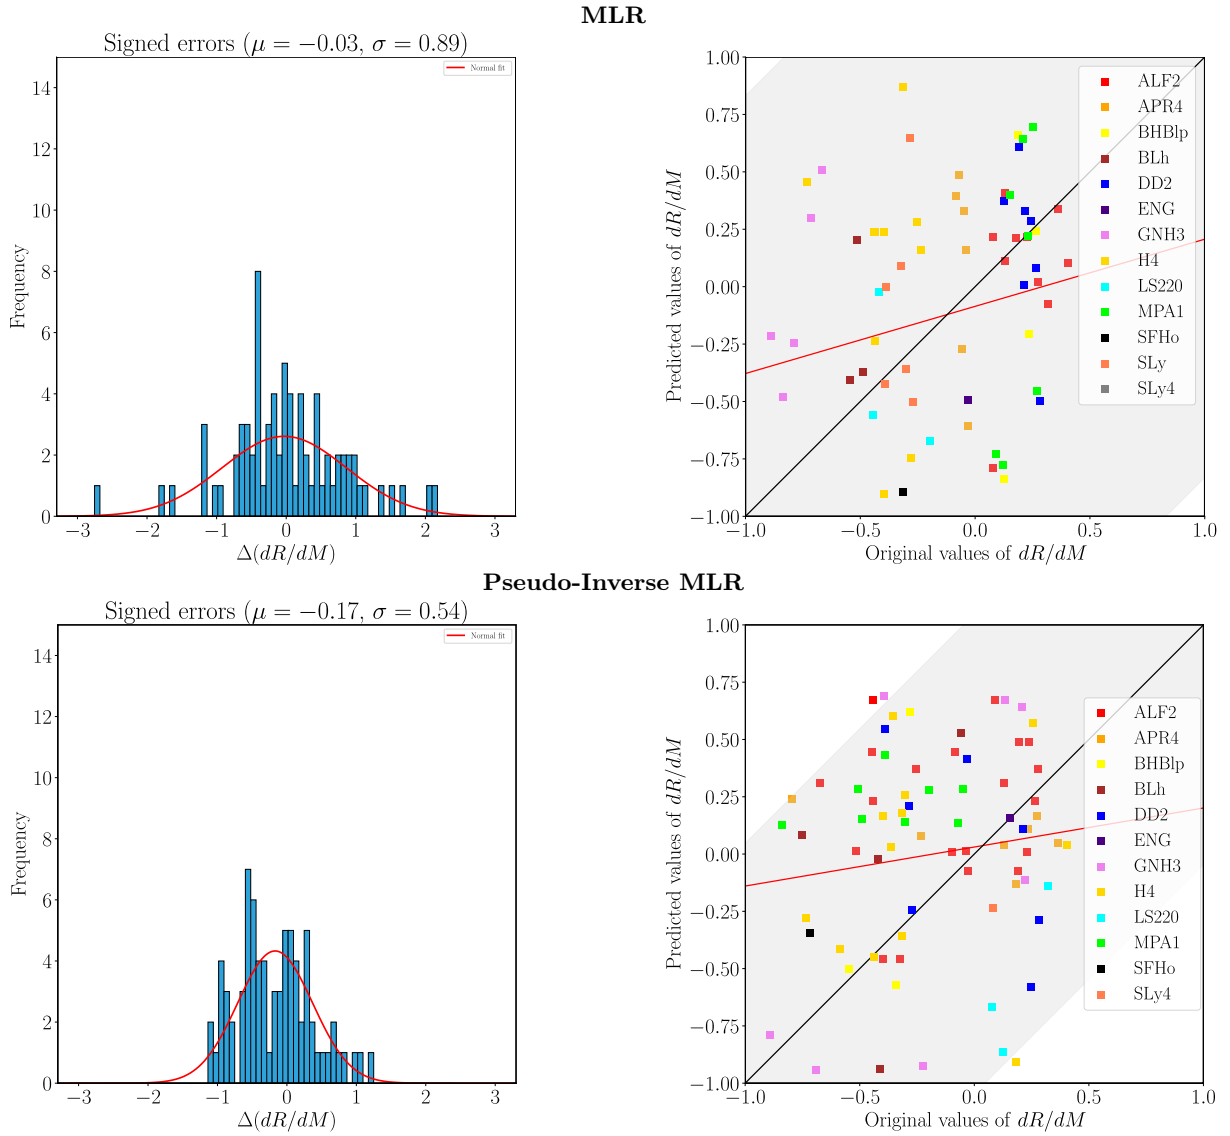 MLR
Signed errors (μ = −0.03, σ = 0.89)
Normal fit
Frequency
14
12
10
8
6
4
2
0
−3 −2 −1 0 1 2 3
Δ(dR/dM)
Predicted values of dR/dM
1.00
0.75
0.50
0.25
0.00
−0.25
−0.50
−0.75
−1.00
−1.0 −0.5 0.0 0.5 1.0
Original values of dR/dM
ALF2
APR4
BHBlp
BLh
DD2
ENG
GNH3
H4
LS220
MPA1
SFHo
SLy
SLy4
Pseudo-Inverse MLR
Signed errors (μ = −0.17, σ = 0.54)
Normal fit
Frequency
14
12
10
8
6
4
2
0
−3 −2 −1 0 1 2 3
Δ(dR/dM)
Predicted values of dR/dM
1.00
0.75
0.50
0.25
0.00
−0.25
−0.50
−0.75
−1.00
−1.0 −0.5 0.0 0.5 1.0
Original values of dR/dM
ALF2
APR4
BHBlp
BLh
DD2
ENG
GNH3
H4
LS220
MPA1
SFHo
SLy4